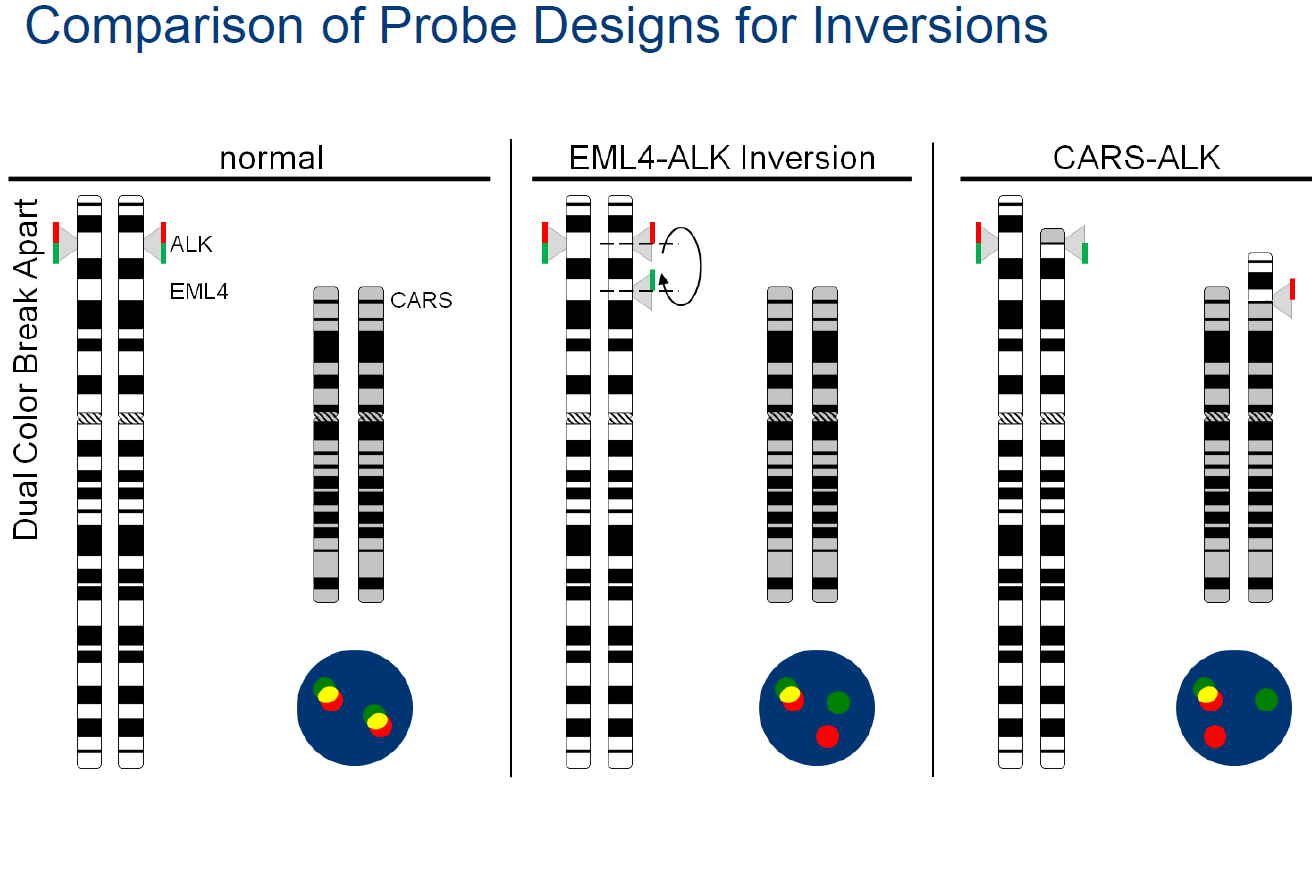 Comparison of Probe Designs for Inversions
normal
EML4-ALK Inversion
CARS-ALK
Dual Color Break Apart
ALK
EML4
CARS